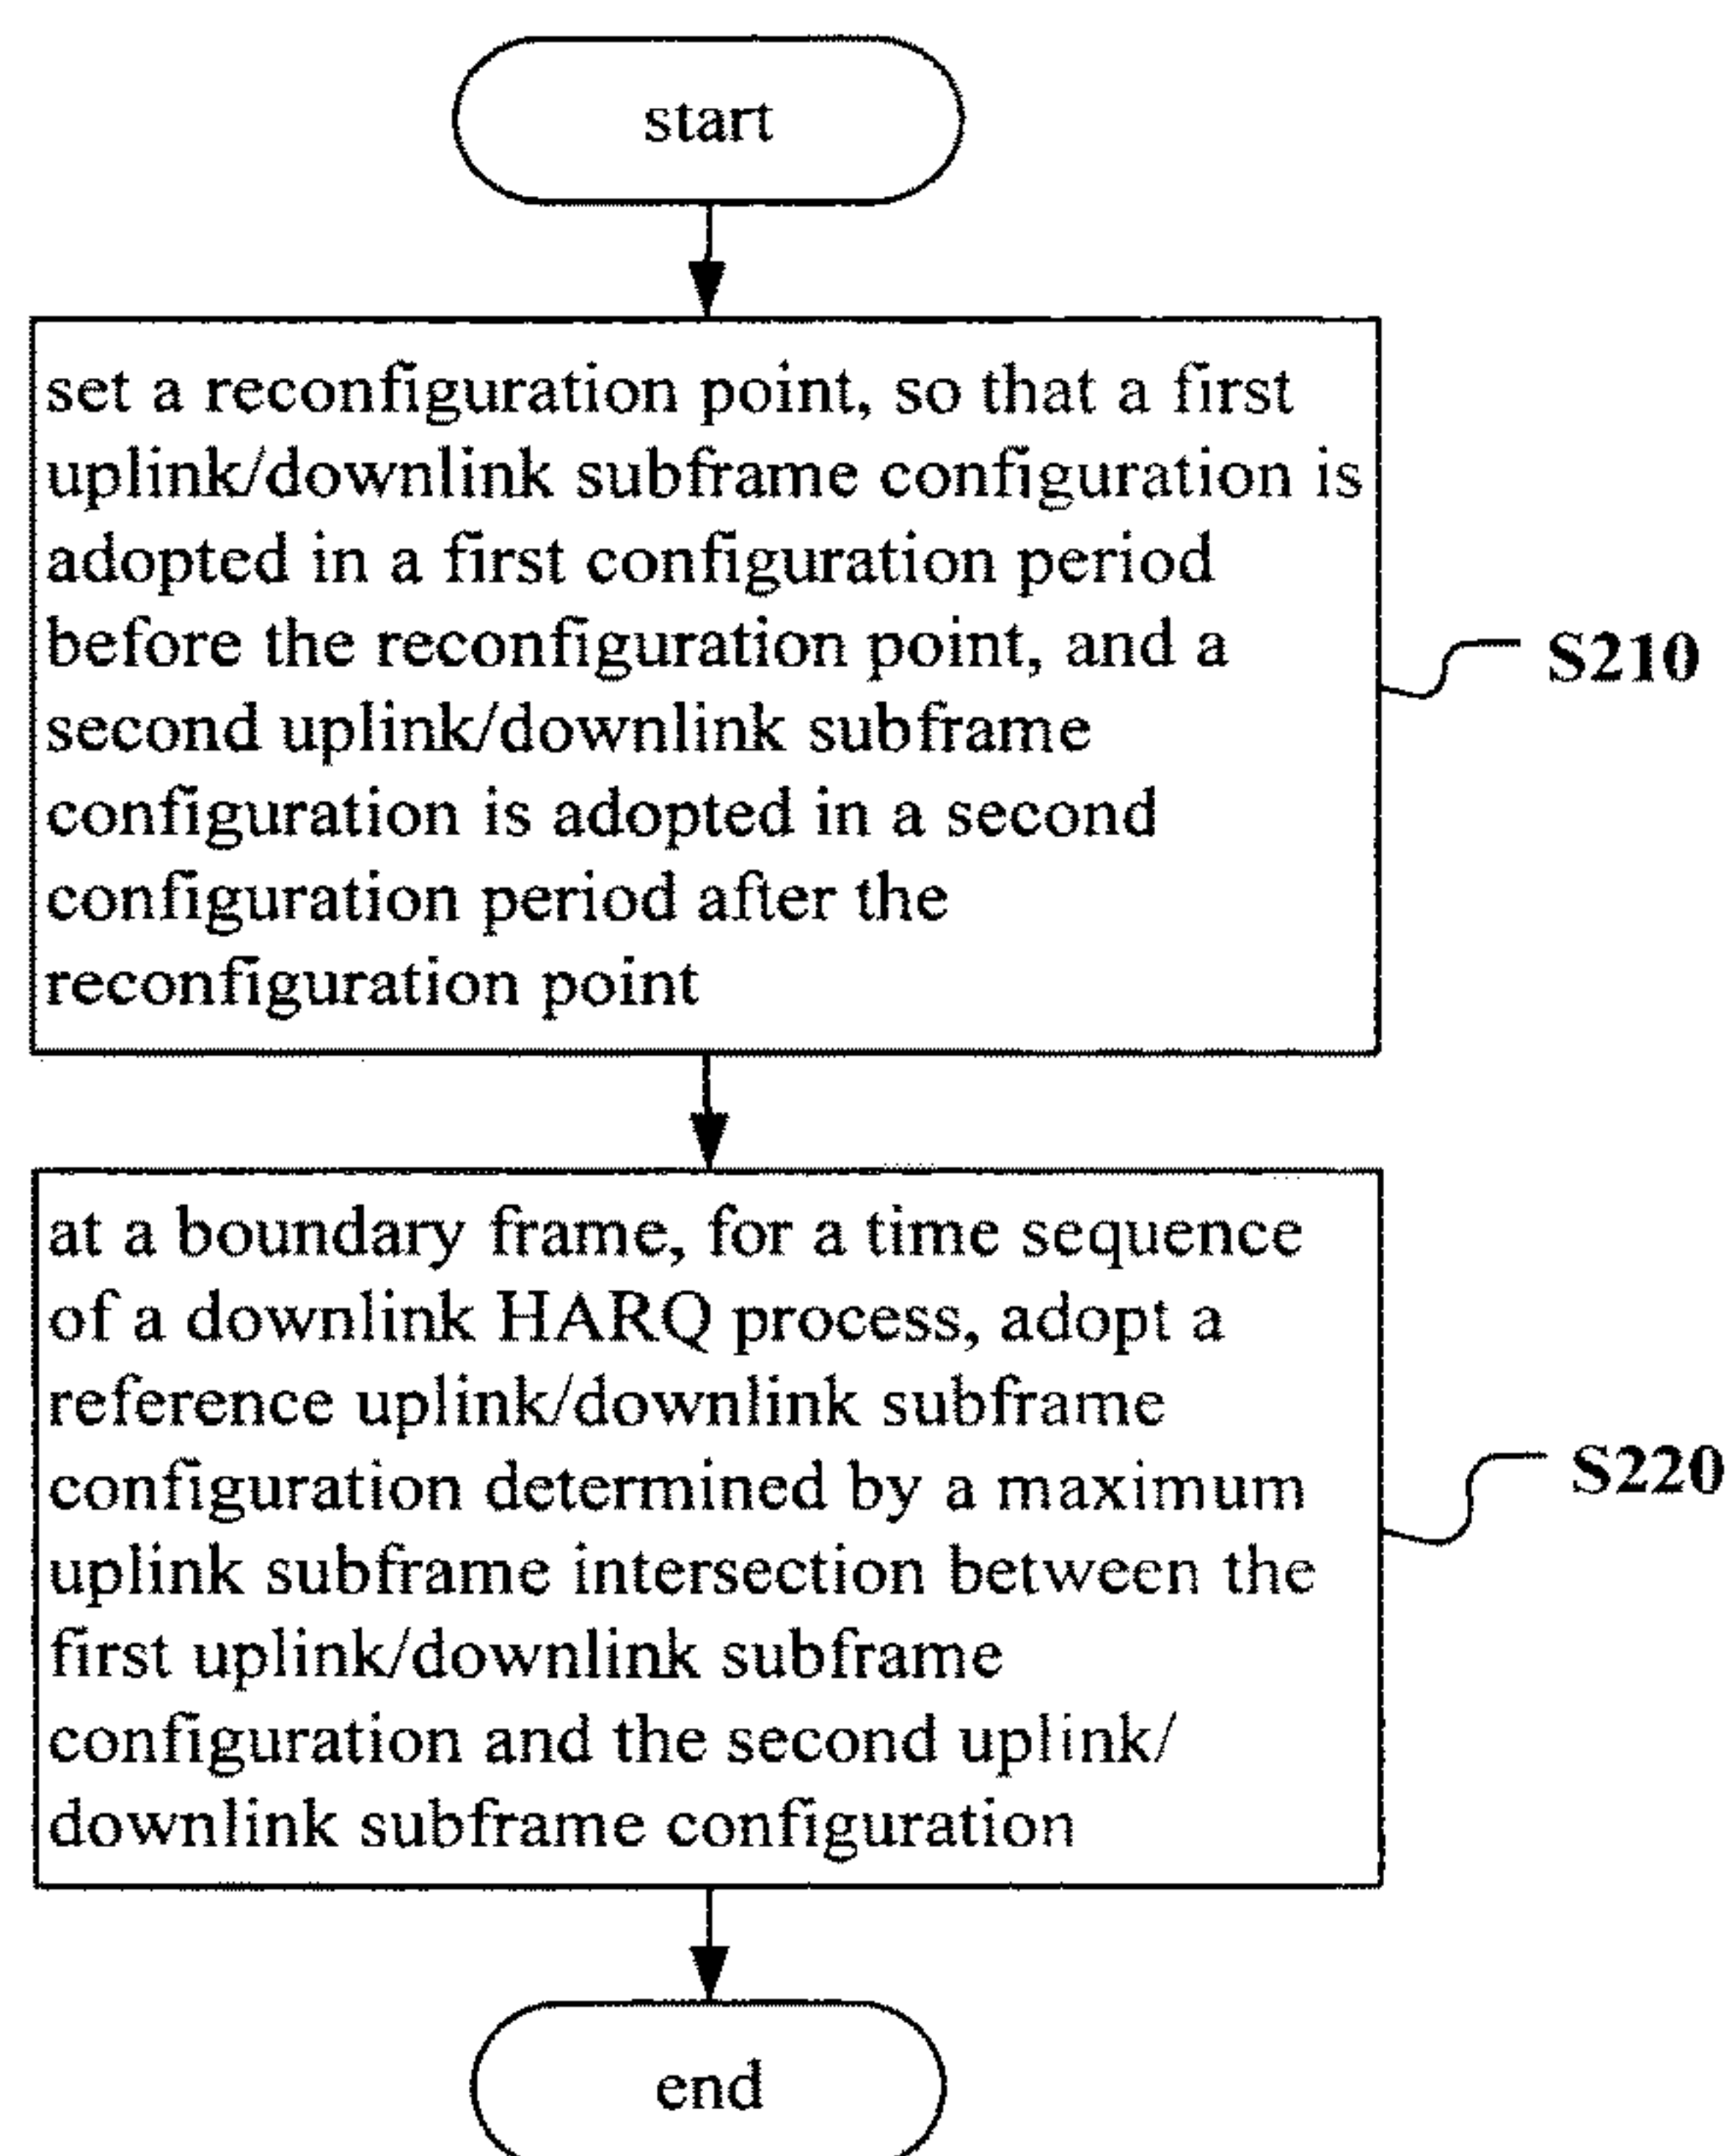 start
set a reconfiguration point, so that a first
uplink/downlink subframe configuration is
adopted in a first configuration period
before the reconfiguration point, and a
second uplink/downlink subframe
configuration is adopted in a second
configuration period after the
reconfiguration point
S210
at a boundary frame, for a time sequence
of a downlink HARQ process, adopt a
reference uplink/downlink subframe
configuration determined by a maximum
uplink subframe intersection between the
first uplink/downlink subframe
configuration and the second uplink/
downlink subframe configuration
S220
end